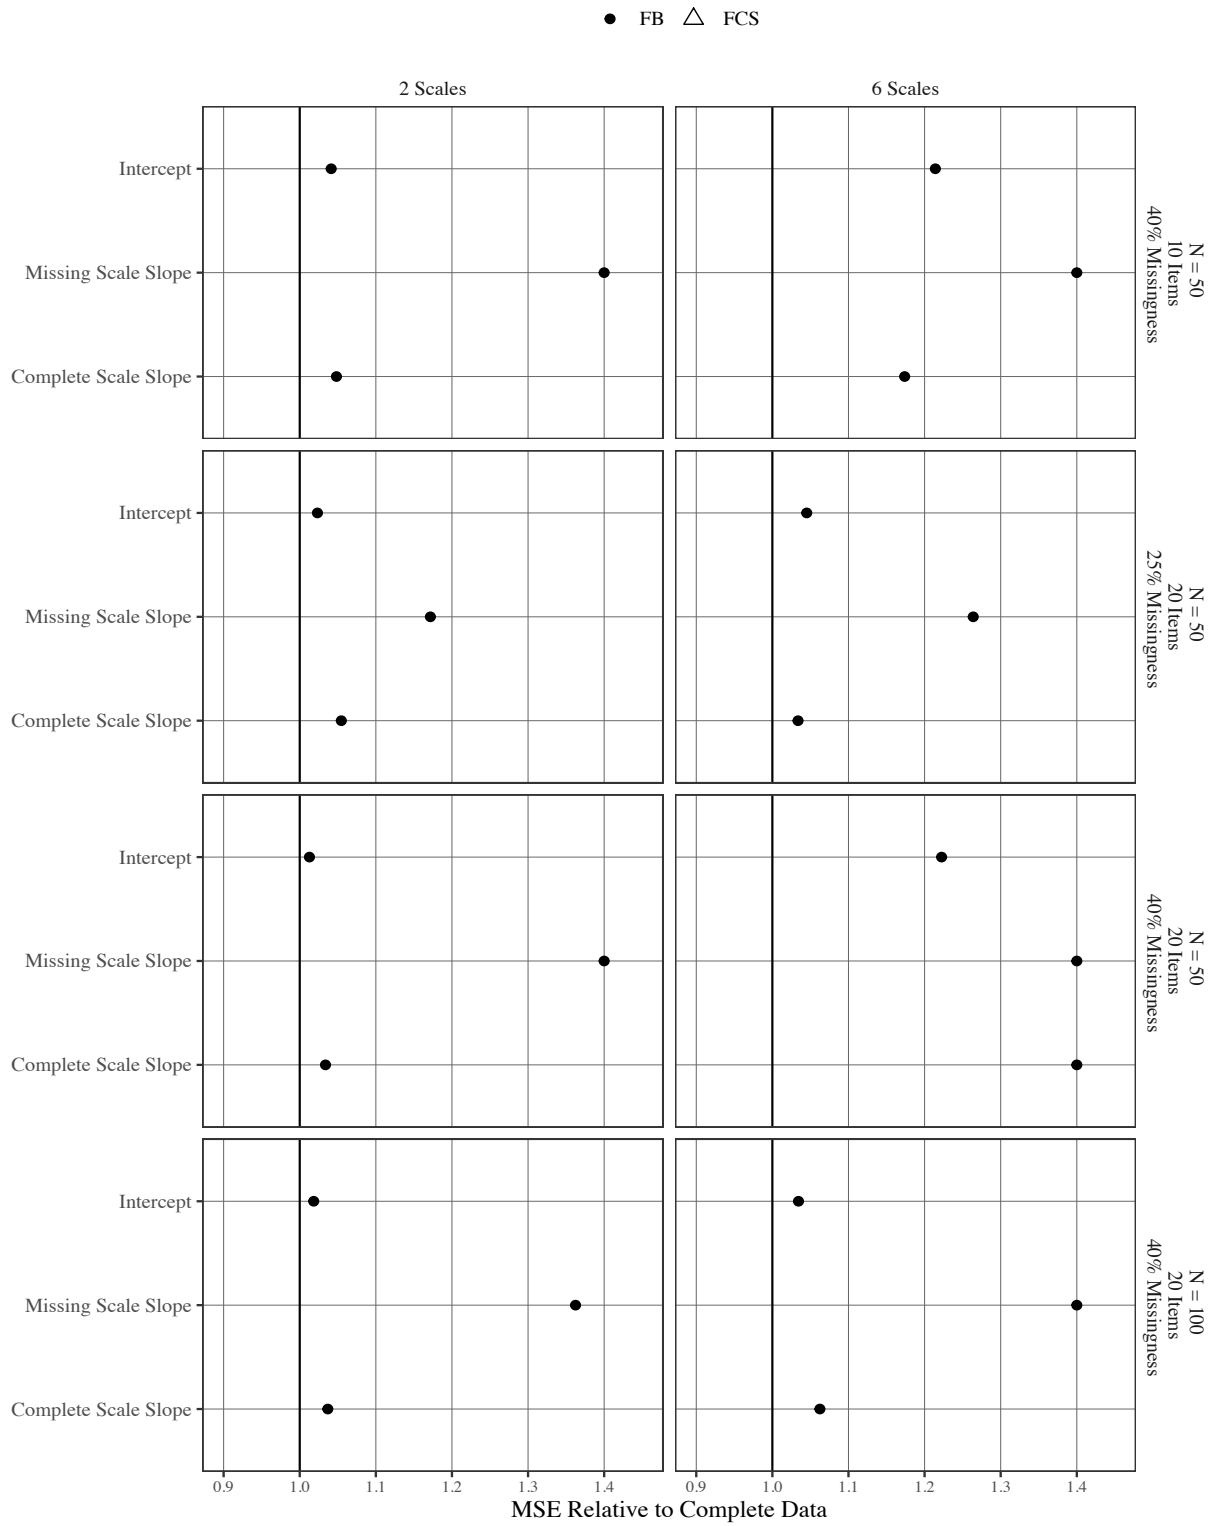 FB FCS
2 Scales 6 Scales
Intercept
Missing Scale Slope
Complete Scale Slope
N = 50
10 Items
40% Missingness
Intercept
Missing Scale Slope
Complete Scale Slope
N = 50
20 Items
25% Missingness
Intercept
Missing Scale Slope
Complete Scale Slope
N = 50
20 Items
40% Missingness
Intercept
Missing Scale Slope
Complete Scale Slope
N = 100
20 Items
40% Missingness
0.9 1.0 1.1 1.2 1.3 1.4 0.9 1.0 1.1 1.2 1.3 1.4
MSE Relative to Complete Data